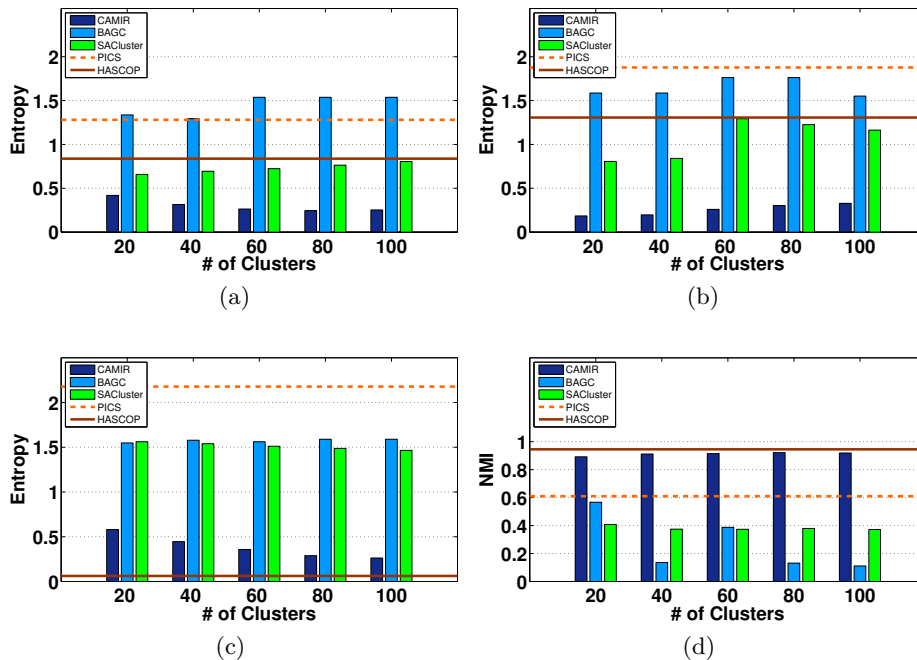 CAMIR
BAGC
SACluster
PICS
HASCOP
2
1.5
1
0.5
0
Entropy
20 40 60 80 100
# of Clusters
(a)
CAMIR
BAGC
SACluster
PICS
HASCOP
2
1.5
1
0.5
0
Entropy
20 40 60 80 100
# of Clusters
(b)
CAMIR
BAGC
SACluster
PICS
HASCOP
2
1.5
1
0.5
0
Entropy
20 40 60 80 100
# of Clusters
(c)
CAMIR
BAGC
SACluster
PICS
HASCOP
1
0.8
0.6
0.4
0.2
0
NMI
20 40 60 80 100
# of Clusters
(d)